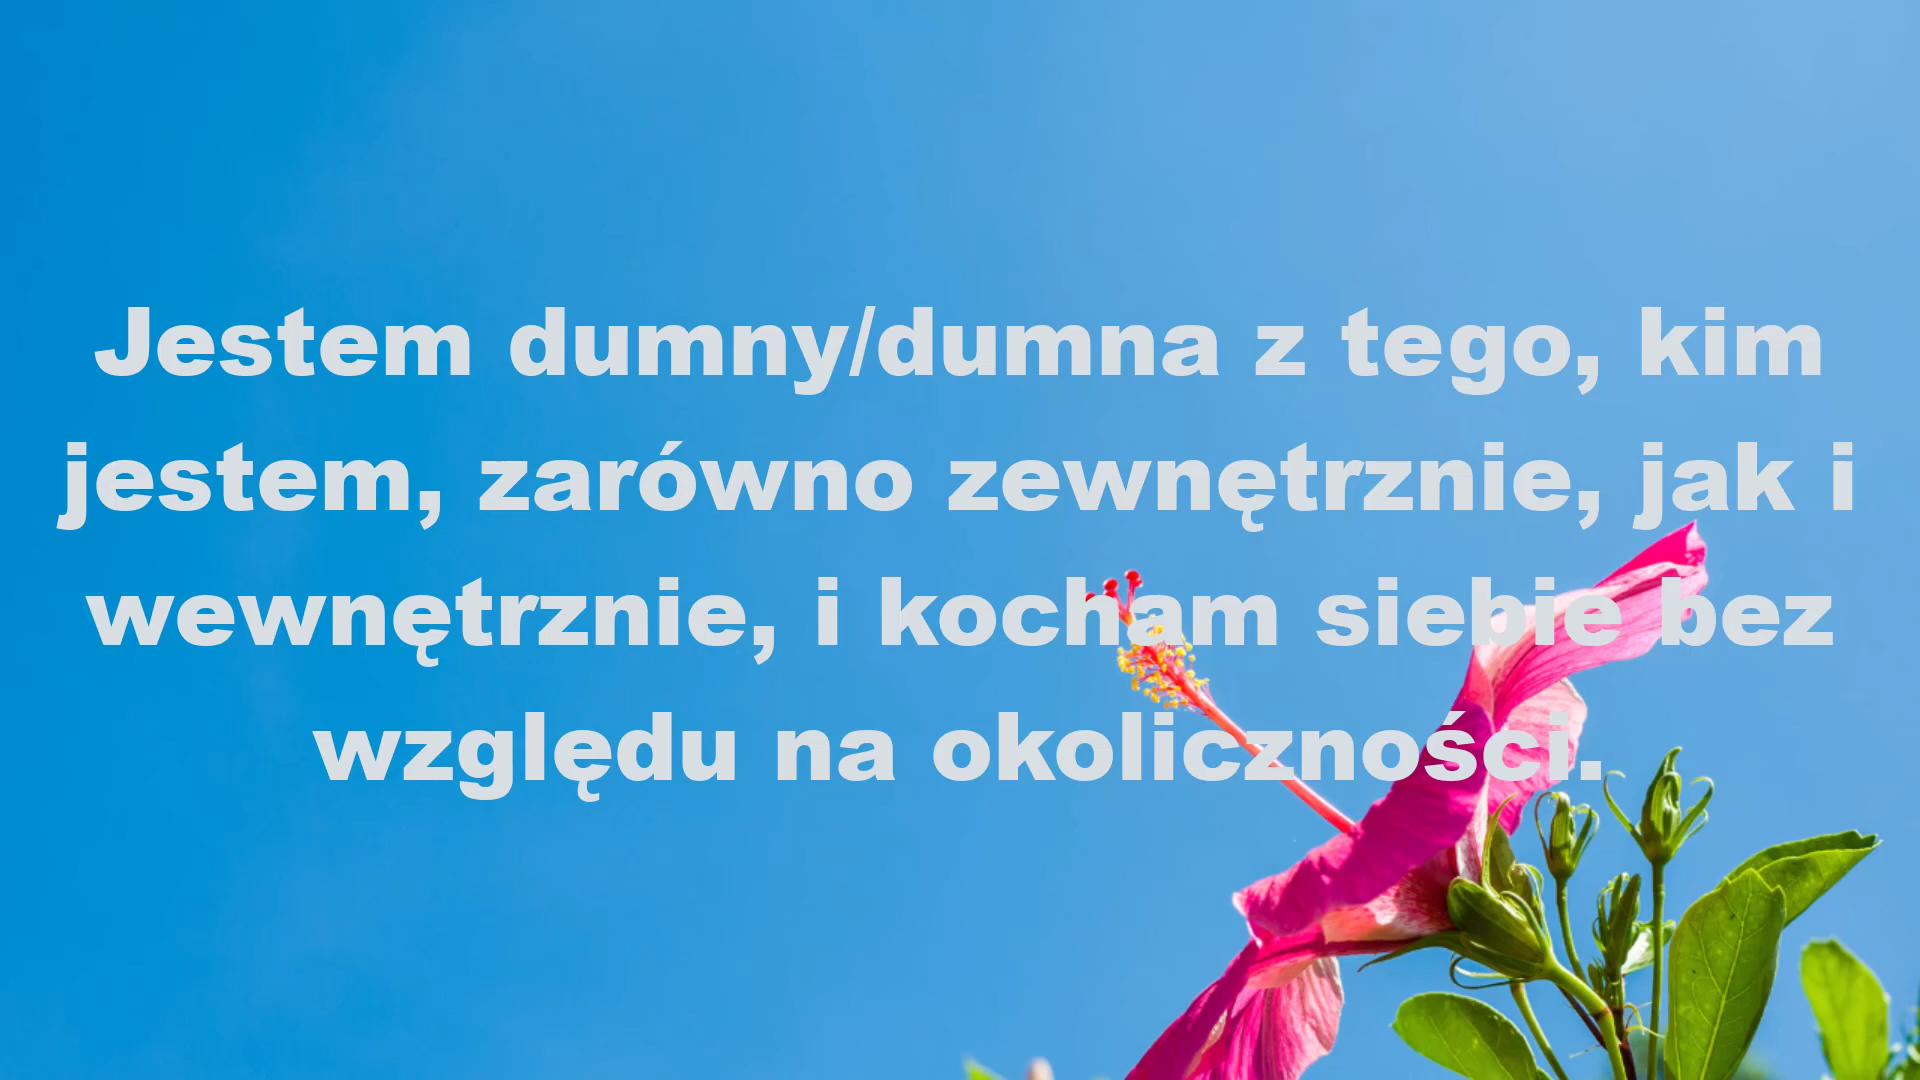 Jestem dumny/dumna z tego, kim
jestem, zarówno zewnętrznie, jak i
wewnętrznie, i kocham siebie bez
względu na okoliczności.